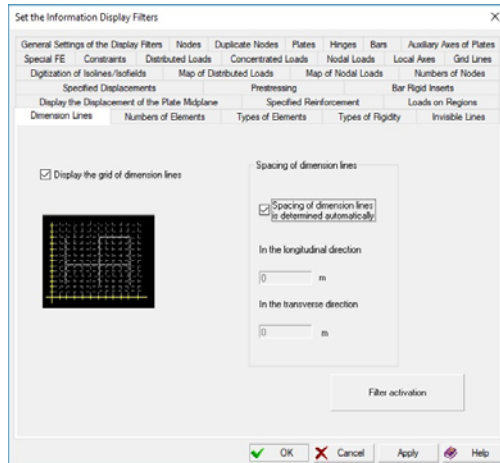 Set the Information Display Filters
General Settings of the Display Filters Nodes Duplicate Nodes Plates Hinges Bars Auxiliary Axes of Plates
Special FE Constraints Distributed Loads Concentrated Loads Nodal Loads Local Axes Grid Lines
Digitization of Isolines/Isofields Map of Distributed Loads Map of Nodal Loads Numbers of Nodes
Specified Displacements Prestressing Bar Rigid Inserts
Display the Displacement of the Plate Midplane Specified Reinforcement Loads on Regions
Dimension Lines Numbers of Elements Types of Elements Types of Rigidity Invisible Lines
Spacing of dimension lines
Display the grid of dimension lines
Spacing of dimension lines
is determined automatically
In the longitudinal direction
0 m
In the transverse direction
0 m
Filter activation
OK Cancel Apply Help